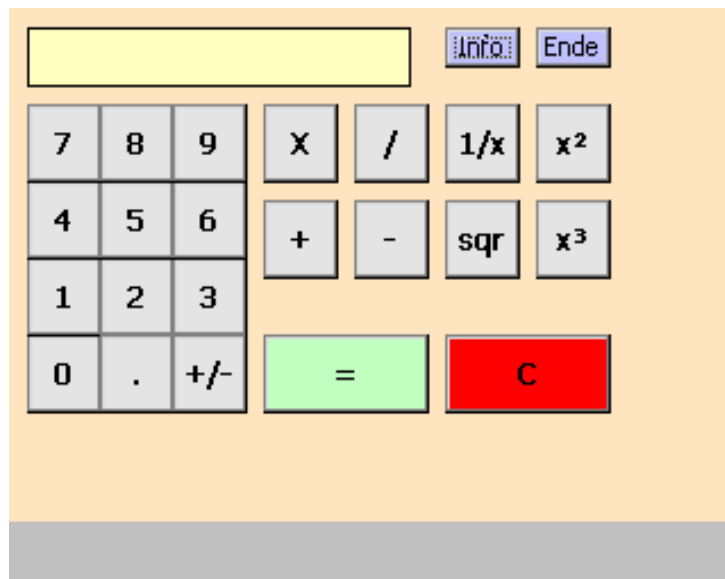 Info Ende
7 8 9 X / 1/x x²
4 5 6 + - sqr x³
1 2 3
0 . +/- = C